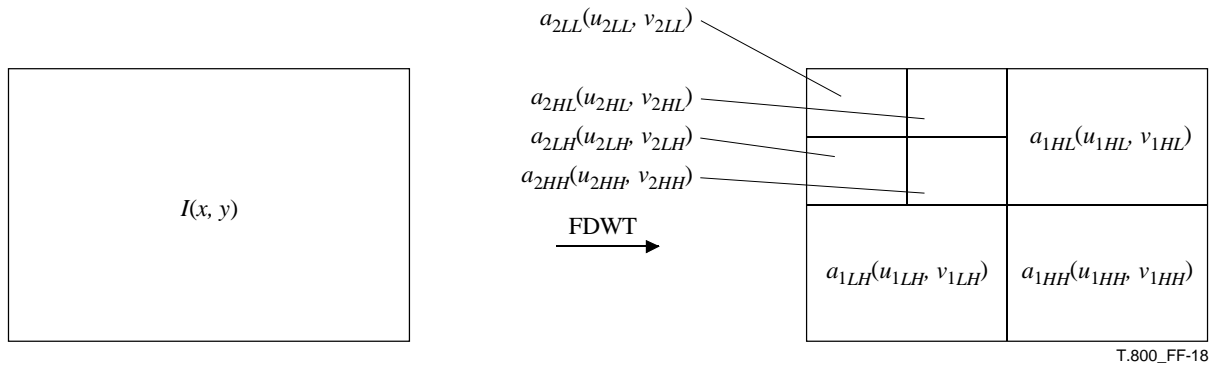 a2LL(u2LL, v2LL)
a2HL(u2HL, v2HL)
a2LH(u2LH, v2LH)
a2HH(u2HH, v2HH)
a1HL(u1HL, v1HL)
I(x, y)
FDWT
a1LH(u1LH, v1LH)
a1HH(u1HH, v1HH)
T.800_FF-18